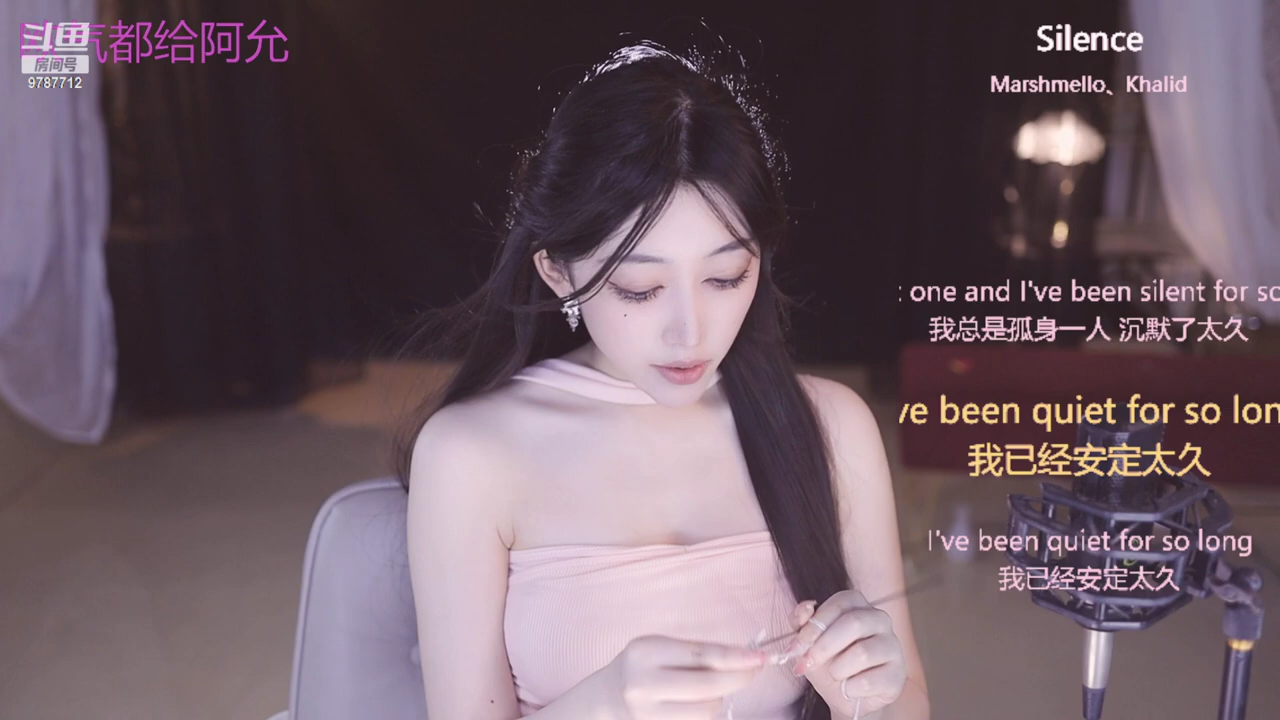 斗鱼
气都给阿允
房间号
9787712
Silence
Marshmello、Khalid
one and I've been silent for so
我总是孤身一人 沉默了太久
've been quiet for so lon
我已经安定太久
I've been quiet for so long
我已经安定太久